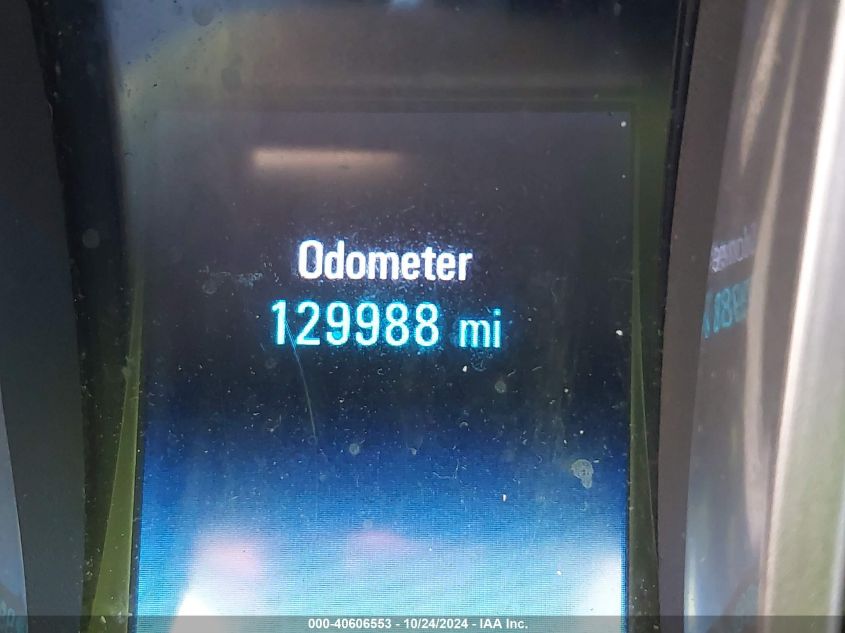 Odometer
129988 mi
000-40606553 - 10/24/2024 - IAA Inc.